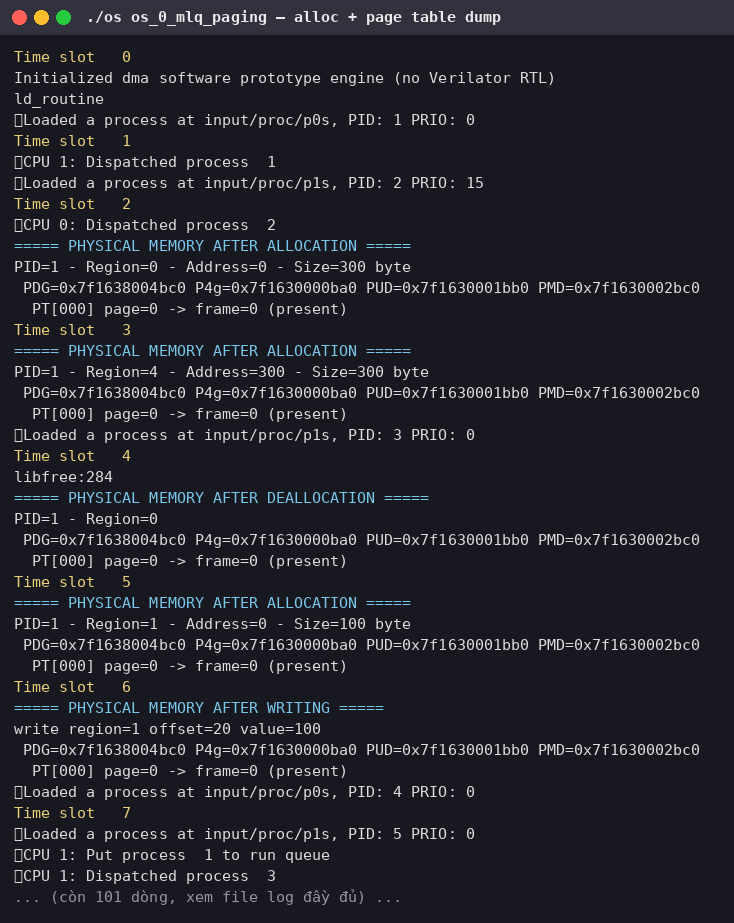 ./os os_0_mlq_paging — alloc + page table dump
Time slot   0
Initialized dma software prototype engine (no Verilator RTL)
ld_routine
▯Loaded a process at input/proc/p0s, PID: 1 PRIO: 0
Time slot   1
▯CPU 1: Dispatched process  1
▯Loaded a process at input/proc/p1s, PID: 2 PRIO: 15
Time slot   2
▯CPU 0: Dispatched process  2
===== PHYSICAL MEMORY AFTER ALLOCATION =====
PID=1 - Region=0 - Address=0 - Size=300 byte
 PDG=0x7f1638004bc0 P4g=0x7f1630000ba0 PUD=0x7f1630001bb0 PMD=0x7f1630002bc0
  PT[000] page=0 -> frame=0 (present)
Time slot   3
===== PHYSICAL MEMORY AFTER ALLOCATION =====
PID=1 - Region=4 - Address=300 - Size=300 byte
 PDG=0x7f1638004bc0 P4g=0x7f1630000ba0 PUD=0x7f1630001bb0 PMD=0x7f1630002bc0
  PT[000] page=0 -> frame=0 (present)
▯Loaded a process at input/proc/p1s, PID: 3 PRIO: 0
Time slot   4
libfree:284
===== PHYSICAL MEMORY AFTER DEALLOCATION =====
PID=1 - Region=0
 PDG=0x7f1638004bc0 P4g=0x7f1630000ba0 PUD=0x7f1630001bb0 PMD=0x7f1630002bc0
  PT[000] page=0 -> frame=0 (present)
Time slot   5
===== PHYSICAL MEMORY AFTER ALLOCATION =====
PID=1 - Region=1 - Address=0 - Size=100 byte
 PDG=0x7f1638004bc0 P4g=0x7f1630000ba0 PUD=0x7f1630001bb0 PMD=0x7f1630002bc0
  PT[000] page=0 -> frame=0 (present)
Time slot   6
===== PHYSICAL MEMORY AFTER WRITING =====
write region=1 offset=20 value=100
 PDG=0x7f1638004bc0 P4g=0x7f1630000ba0 PUD=0x7f1630001bb0 PMD=0x7f1630002bc0
  PT[000] page=0 -> frame=0 (present)
▯Loaded a process at input/proc/p0s, PID: 4 PRIO: 0
Time slot   7
▯Loaded a process at input/proc/p1s, PID: 5 PRIO: 0
▯CPU 1: Put process  1 to run queue
▯CPU 1: Dispatched process  3
... (còn 101 dòng, xem file log đầy đủ) ...